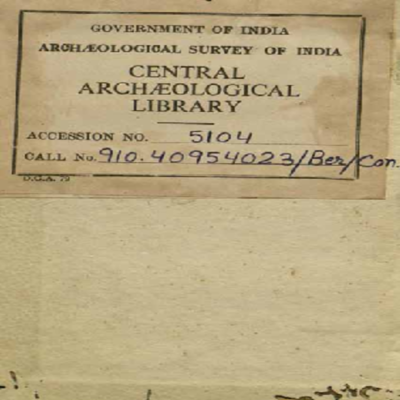 GOVERNMENT OF INDIA
ARCHÆOLOGICAL SURVEY OF INDIA
CENTRAL
ARCHÆOLOGICAL
LIBRARY
ACCESSION NO. 5104
CALL No. 910.40954023/Ber/Con.
D.G.A. 79